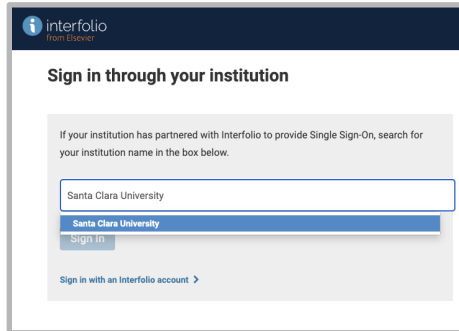 interfolio
from Elsevier
Sign in through your institution
If your institution has partnered with Interfolio to provide Single Sign-On, search for
your institution name in the box below.
Santa Clara University
Santa Clara University
Sign In
Sign in with an Interfolio account